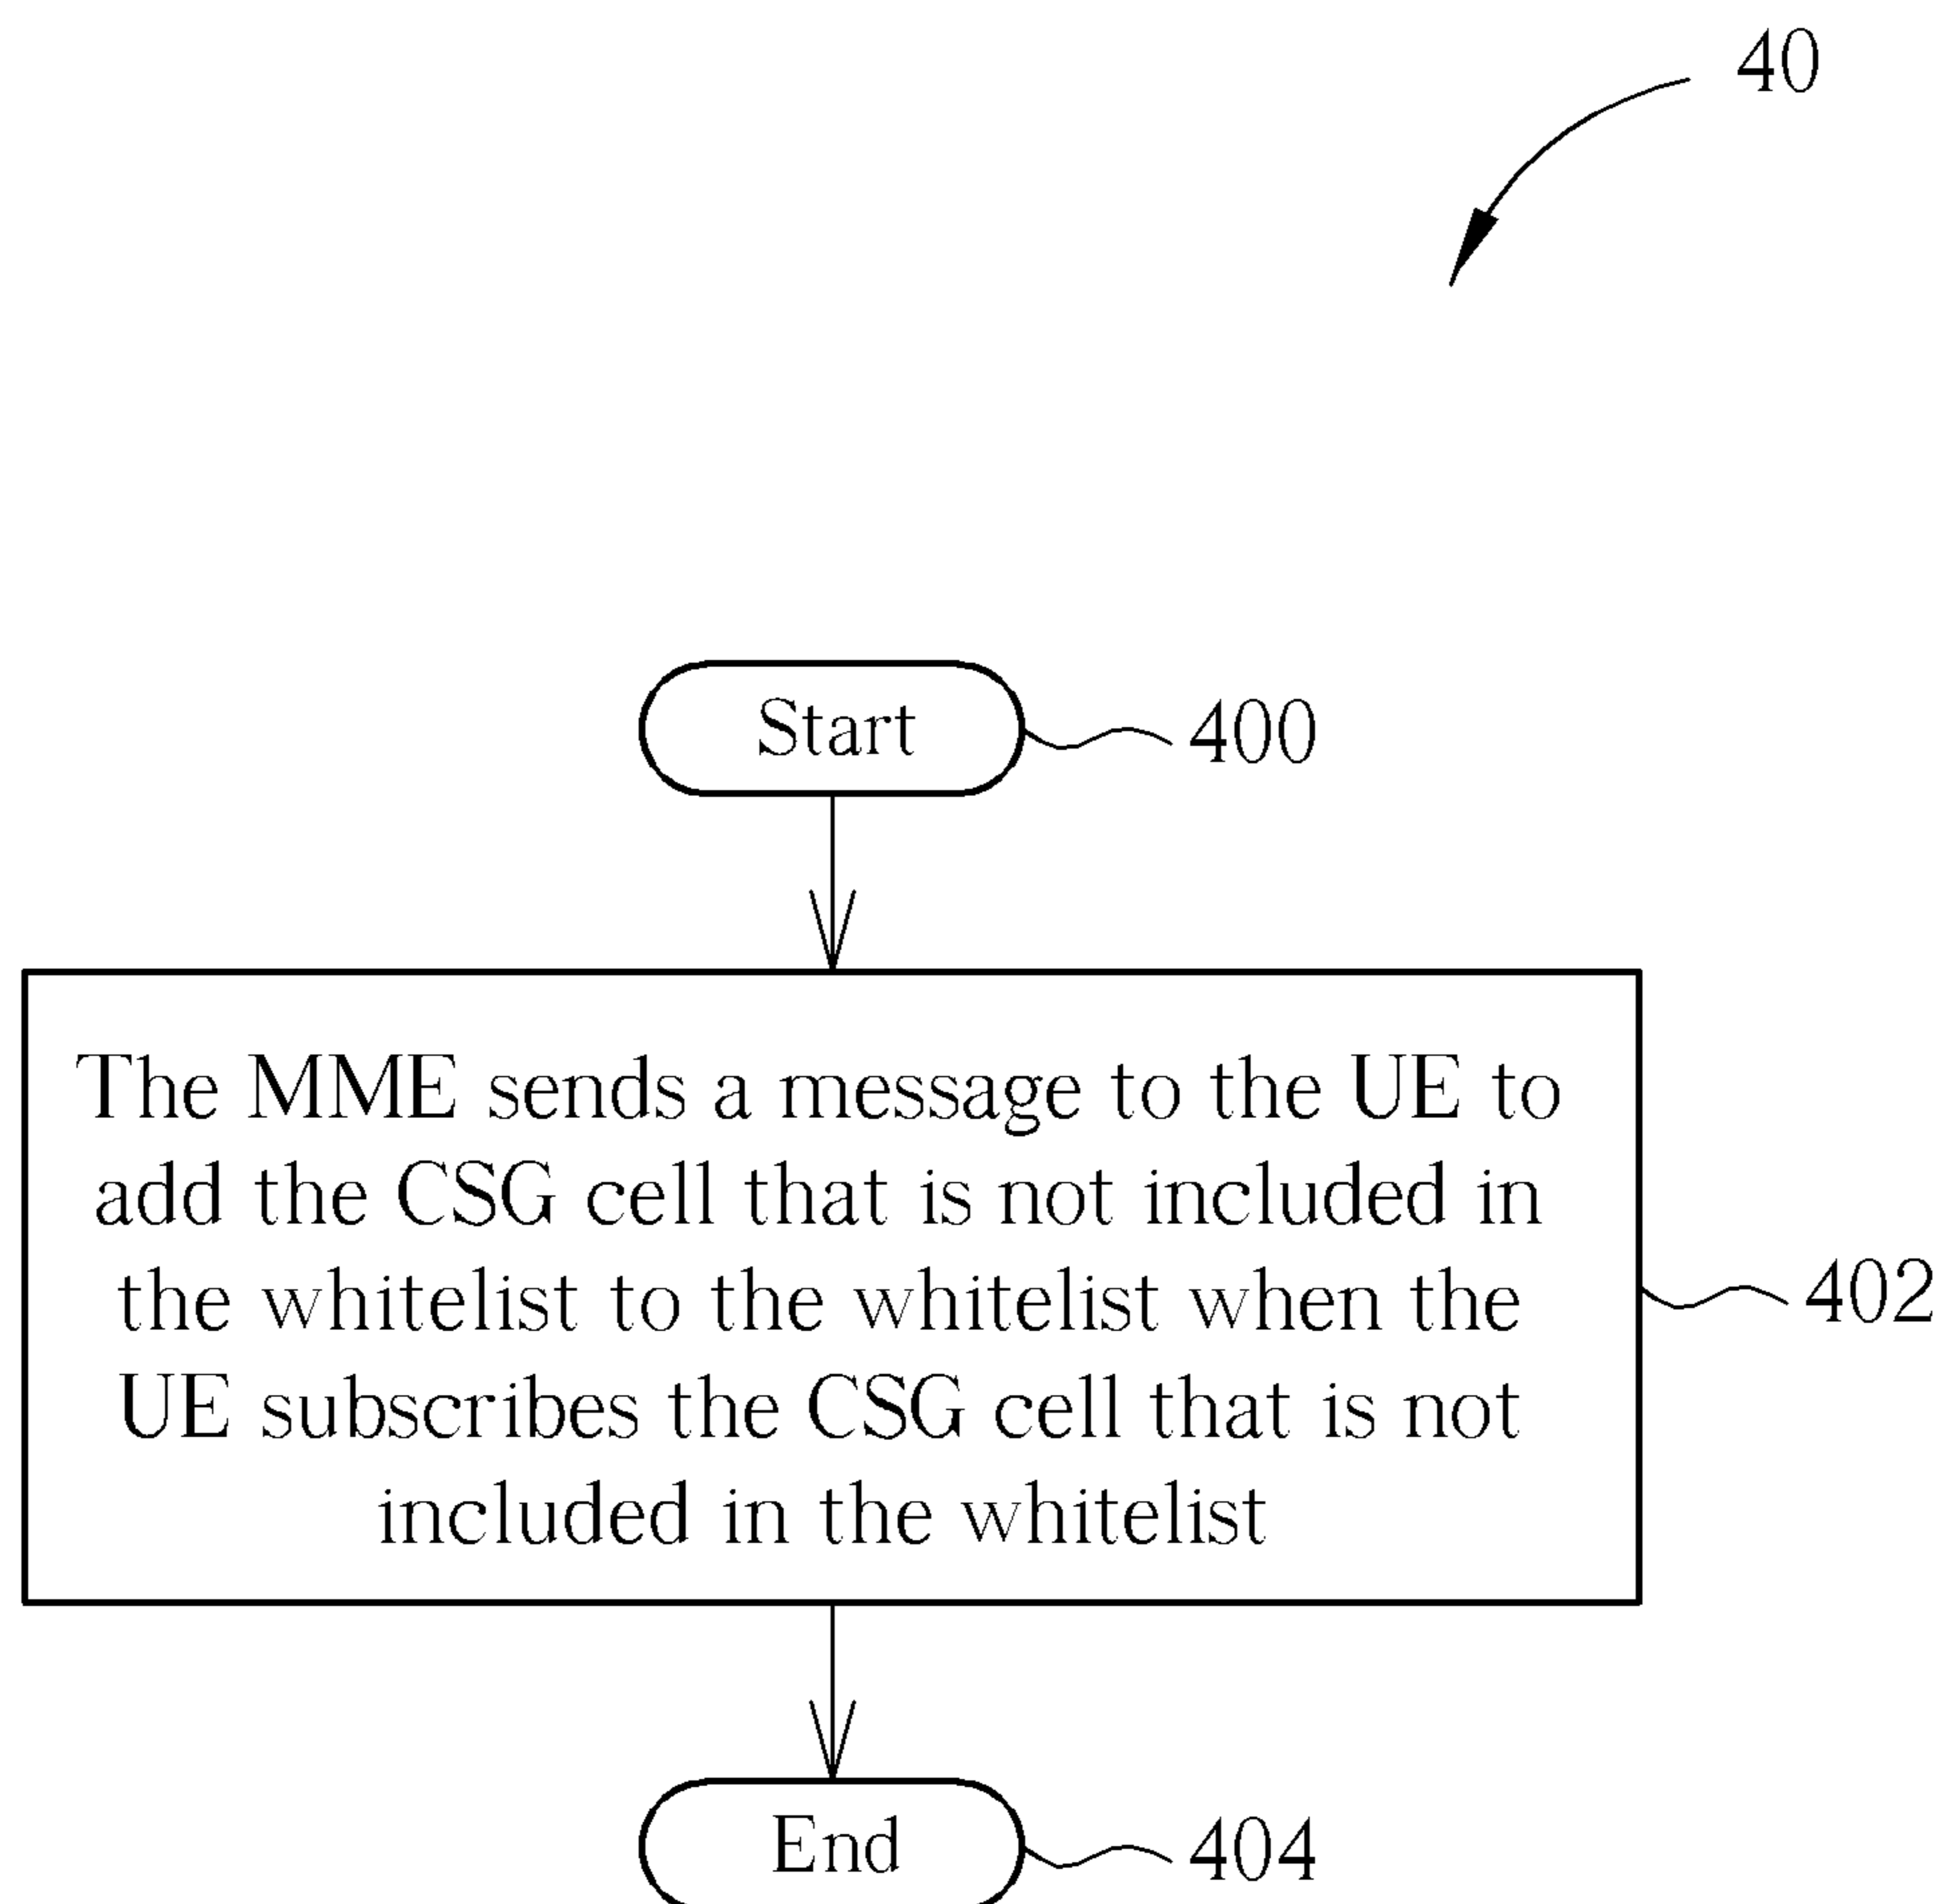 40
Start
400
The MME sends a message to the UE to
add the CSG cell that is not included in
the whitelist to the whitelist when the
UE subscribes the CSG cell that is not
included in the whitelist
402
End
404